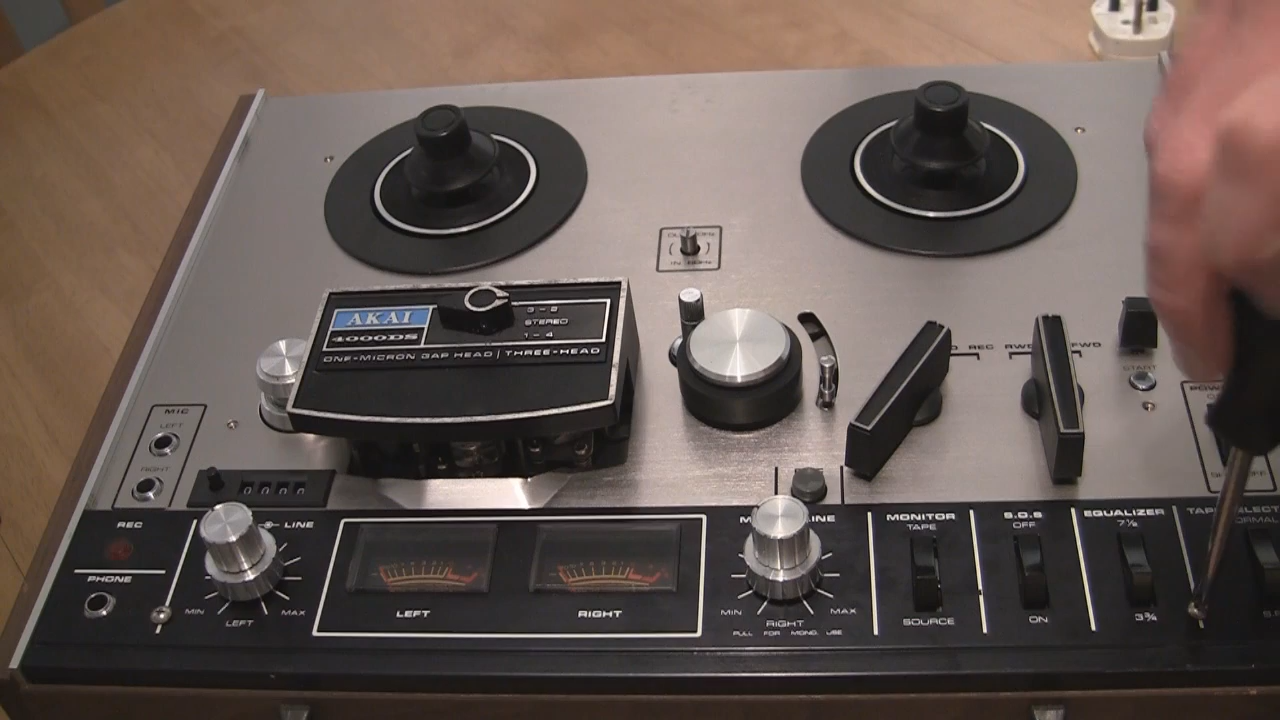 AKAI
4000DS
3-2
STEREO
1-4
ONE-MICRON GAP HEAD | THREE-HEAD
REC RWD FWD
START
MIC
LEFT
RIGHT
0000
REC
LINE
PHONE
MIN
MAX
LEFT
LEFT
RIGHT
LINE
MIN
MAX
RIGHT
PULL FOR MONO. USE
MONITOR
TAPE
SOURCE
S.O.S
OFF
ON
EQUALIZER
7½
3¾